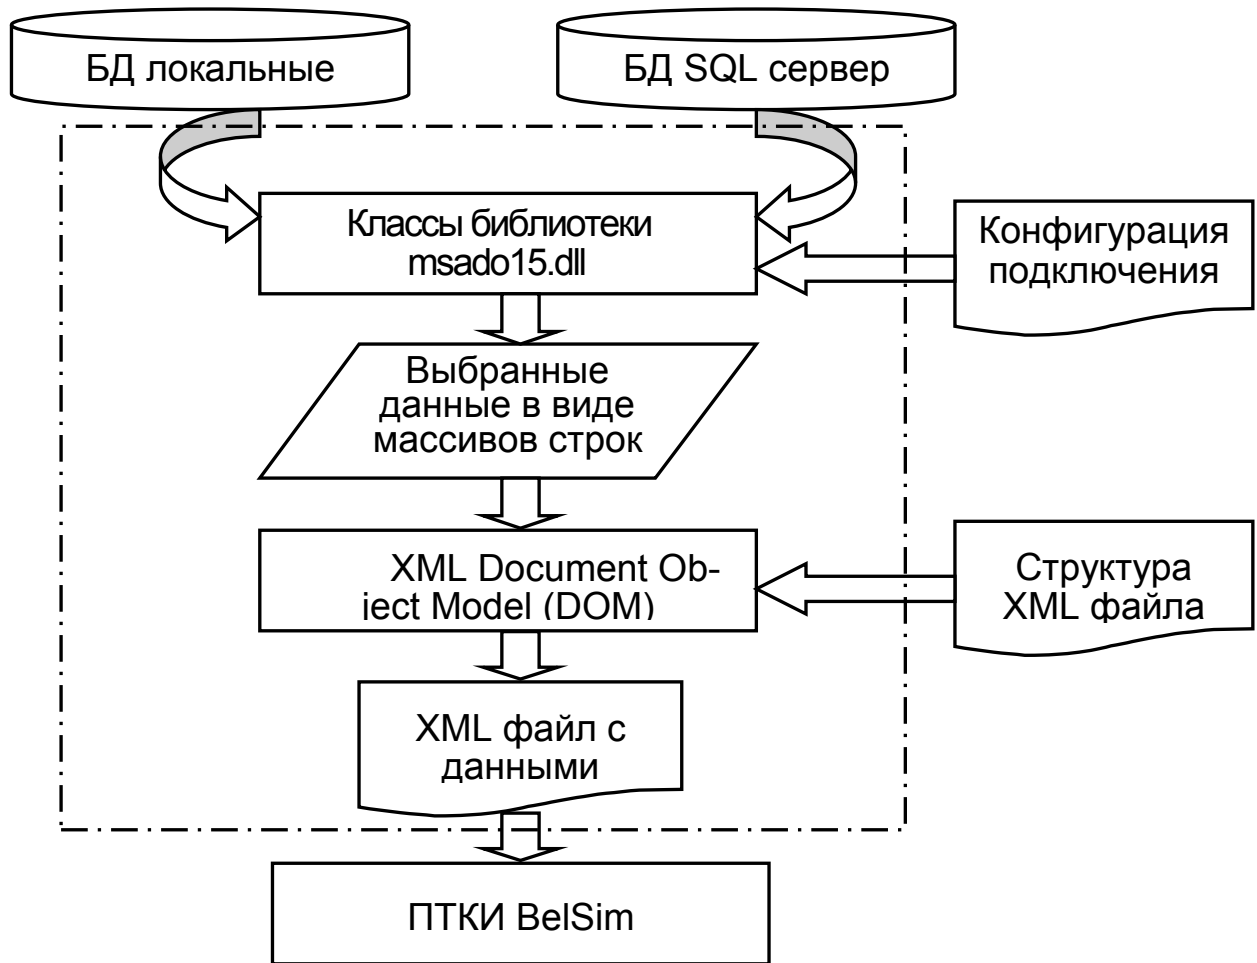 БД локальные
БД SQL сервер
Классы библиотеки
msado15.dll
Конфигурация
подключения
Выбранные
данные в виде
массивов строк
XML Document Ob-
ject Model (DOM)
Структура
XML файла
XML файл с
данными
ПТКИ BelSim